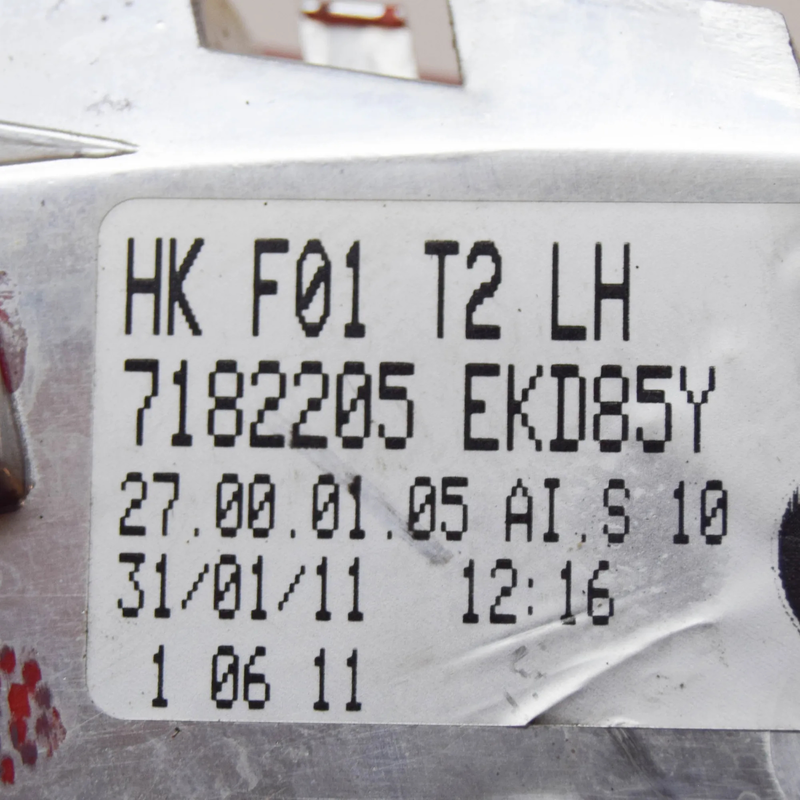 HK F01 T2 LH
7182205 EKD85Y
27.00.01.05 AI.S 10
31/01/11 12:16
1 06 11